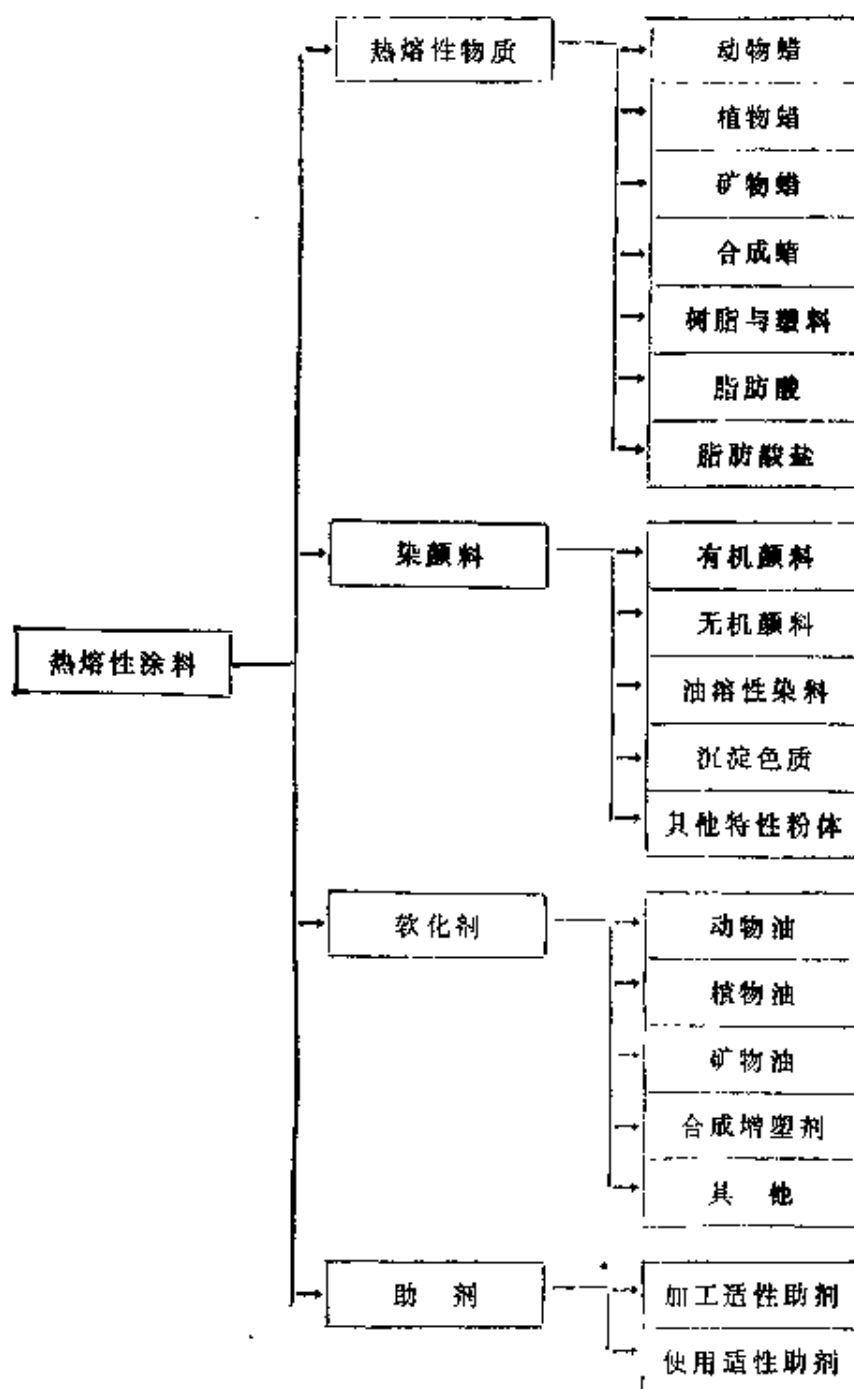 热熔性物质
动物蜡
植物蜡
矿物蜡
合成蜡
树脂与塑料
脂肪酸
脂肪酸盐
染颜料
有机颜料
无机颜料
热熔性涂料
油溶性染料
沉淀色质
其他特性粉体
软化剂
动物油
植物油
矿物油
合成增塑剂
其 他
助 剂
加工适性助剂
使用适性助剂